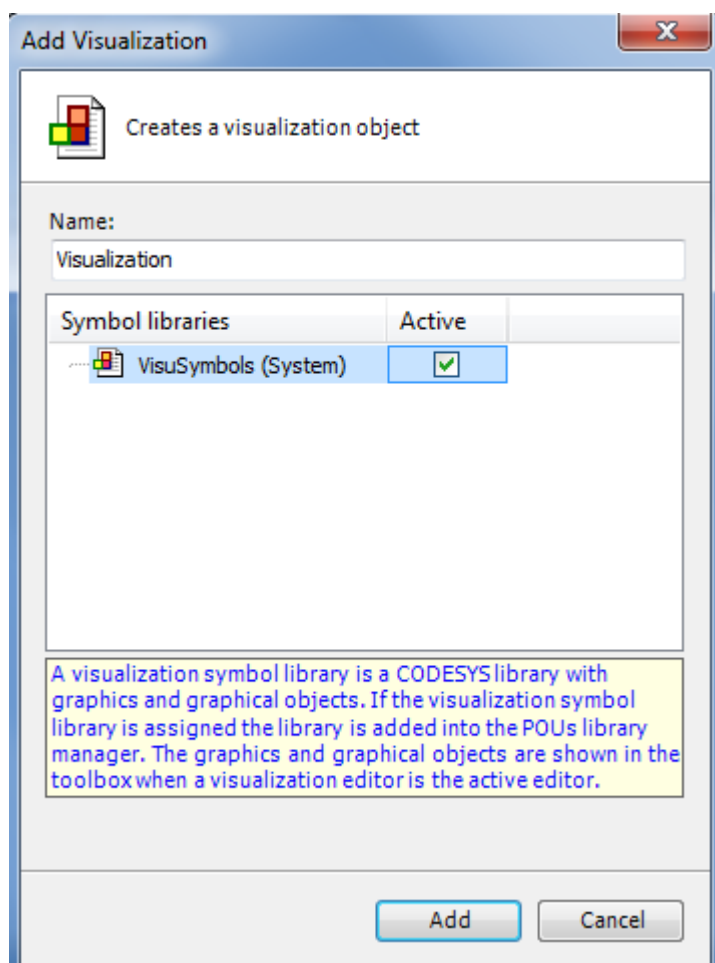 Add Visualization
Creates a visualization object
Name:
Visualization
Symbol libraries Active
VisuSymbols (System)
A visualization symbol library is a CODESYS library with
graphics and graphical objects. If the visualization symbol
library is assigned the library is added into the POUs library
manager. The graphics and graphical objects are shown in the
toolbox when a visualization editor is the active editor.
Add Cancel